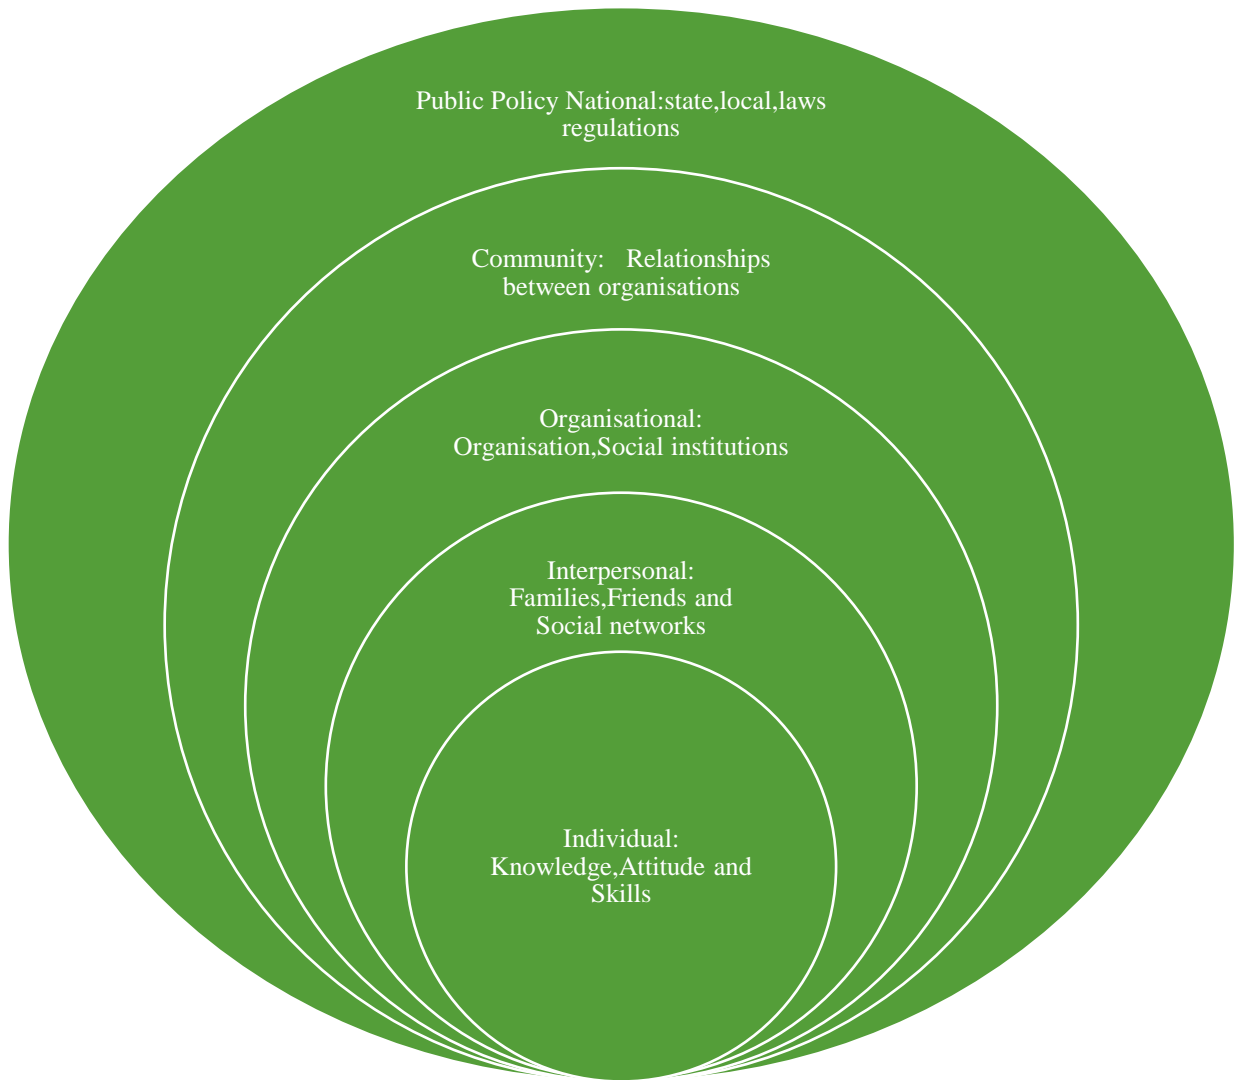 Public Policy National:state,local,laws
regulations
Community: Relationships
between organisations
Organisational:
Organisation,Social institutions
Interpersonal:
Families,Friends and
Social networks
Individual:
Knowledge,Attitude and
Skills